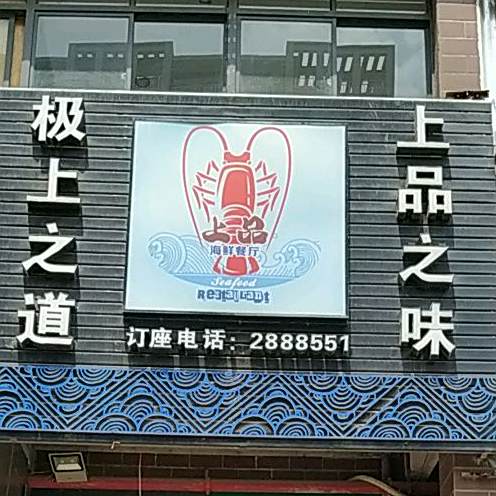 极上之道
上品
海鲜餐厅
Seafood
Restaurant
订座电话：2888551
上品之味